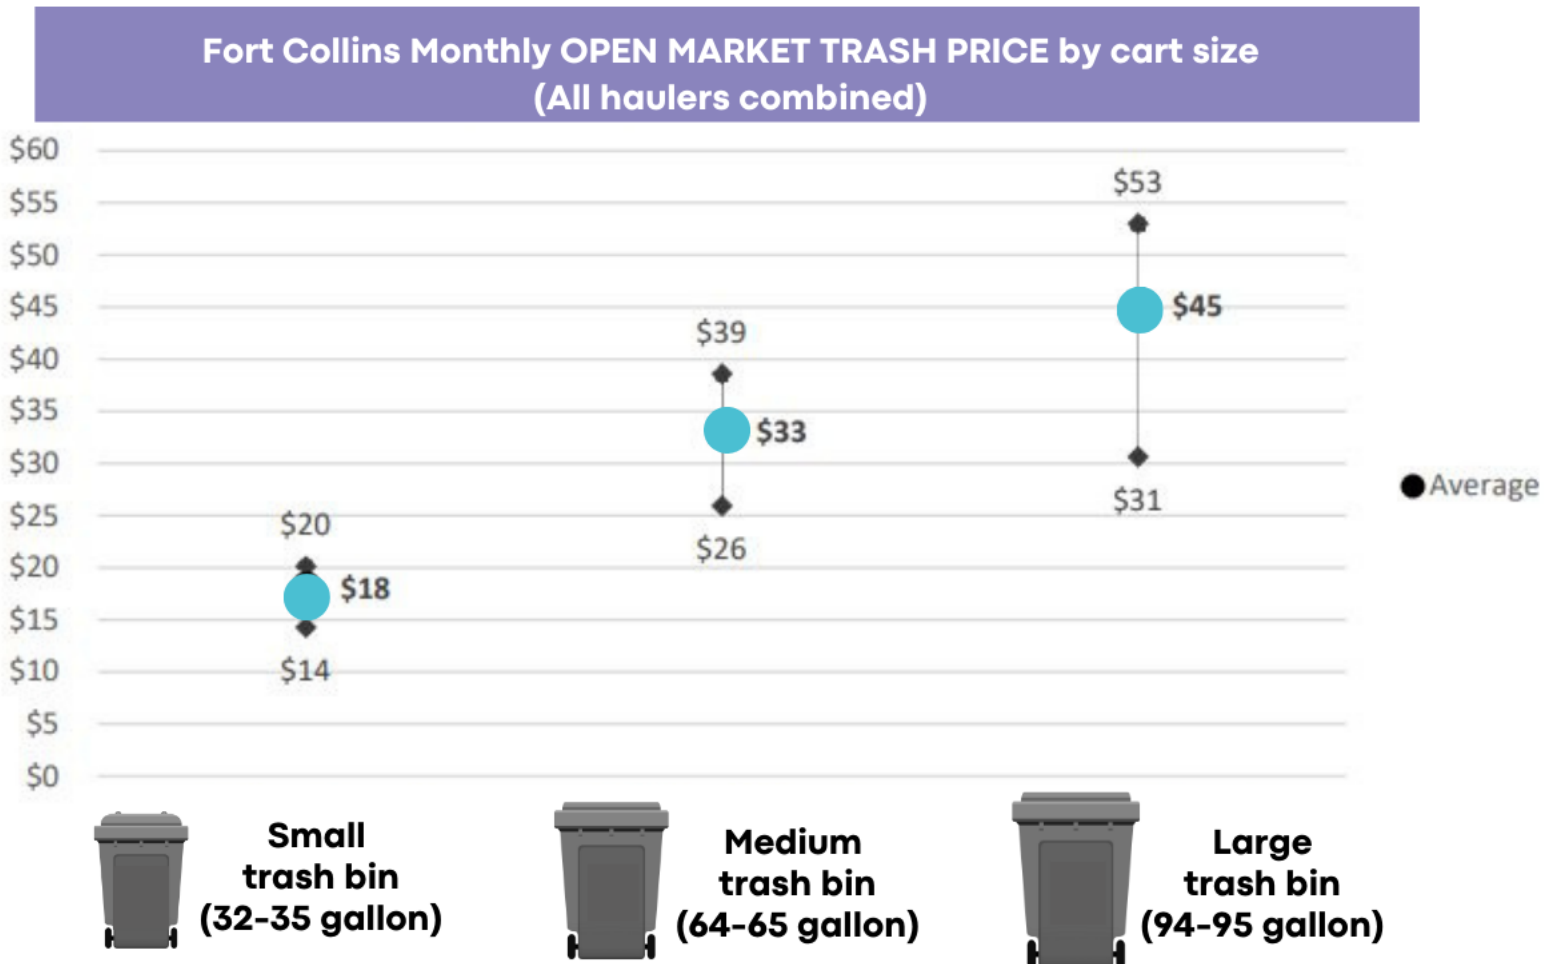 Fort Collins Monthly OPEN MARKET TRASH PRICE by cart size
(All haulers combined)
$60
$55
$50
$45
$40
$35
$30
$25
$20
$15
$10
$5
$0
$20
$18
$14
$39
$33
$26
$53
$45
$31
Average
Small
trash bin
(32-35 gallon)
Medium
trash bin
(64-65 gallon)
Large
trash bin
(94-95 gallon)